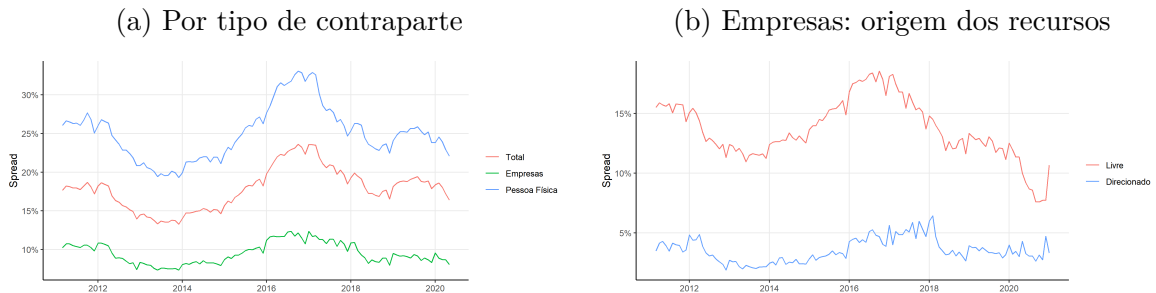 (a) Por tipo de contraparte
Spread
30%
25%
20%
15%
10%
2012 2014 2016 2018 2020
Total
Empresas
Pessoa Física
(b) Empresas: origem dos recursos
Spread
15%
10%
5%
2012 2014 2016 2018 2020
Livre
Direcionado